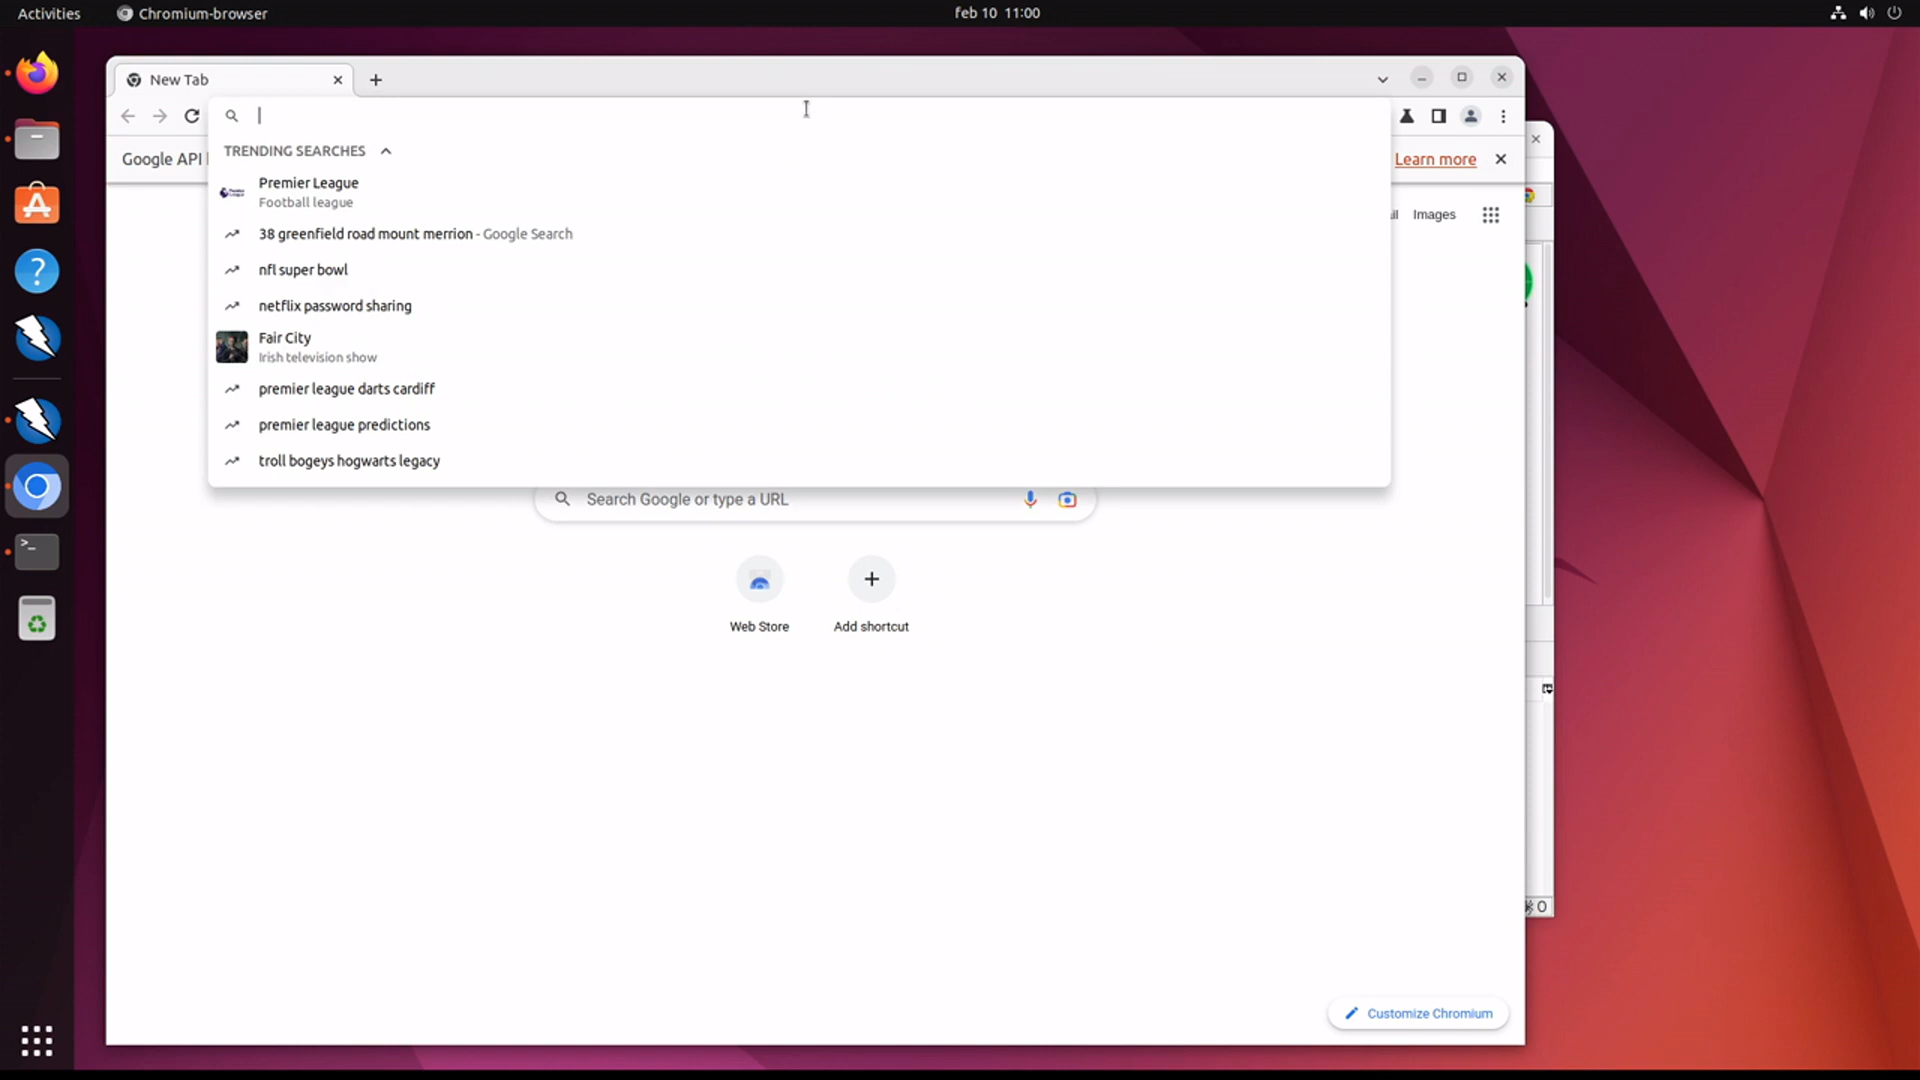 Activities
Chromium-browser
feb 10 11:00
New Tab
TRENDING SEARCHES
Google API
Learn more
Premier League
Football league
Images
38 greenfield road mount merrion - Google Search
nfl super bowl
netflix password sharing
Fair City
Irish television show
premier league darts cardiff
premier league predictions
troll bogeys hogwarts legacy
Search Google or type a URL
Web Store
Add shortcut
0
Customize Chromium